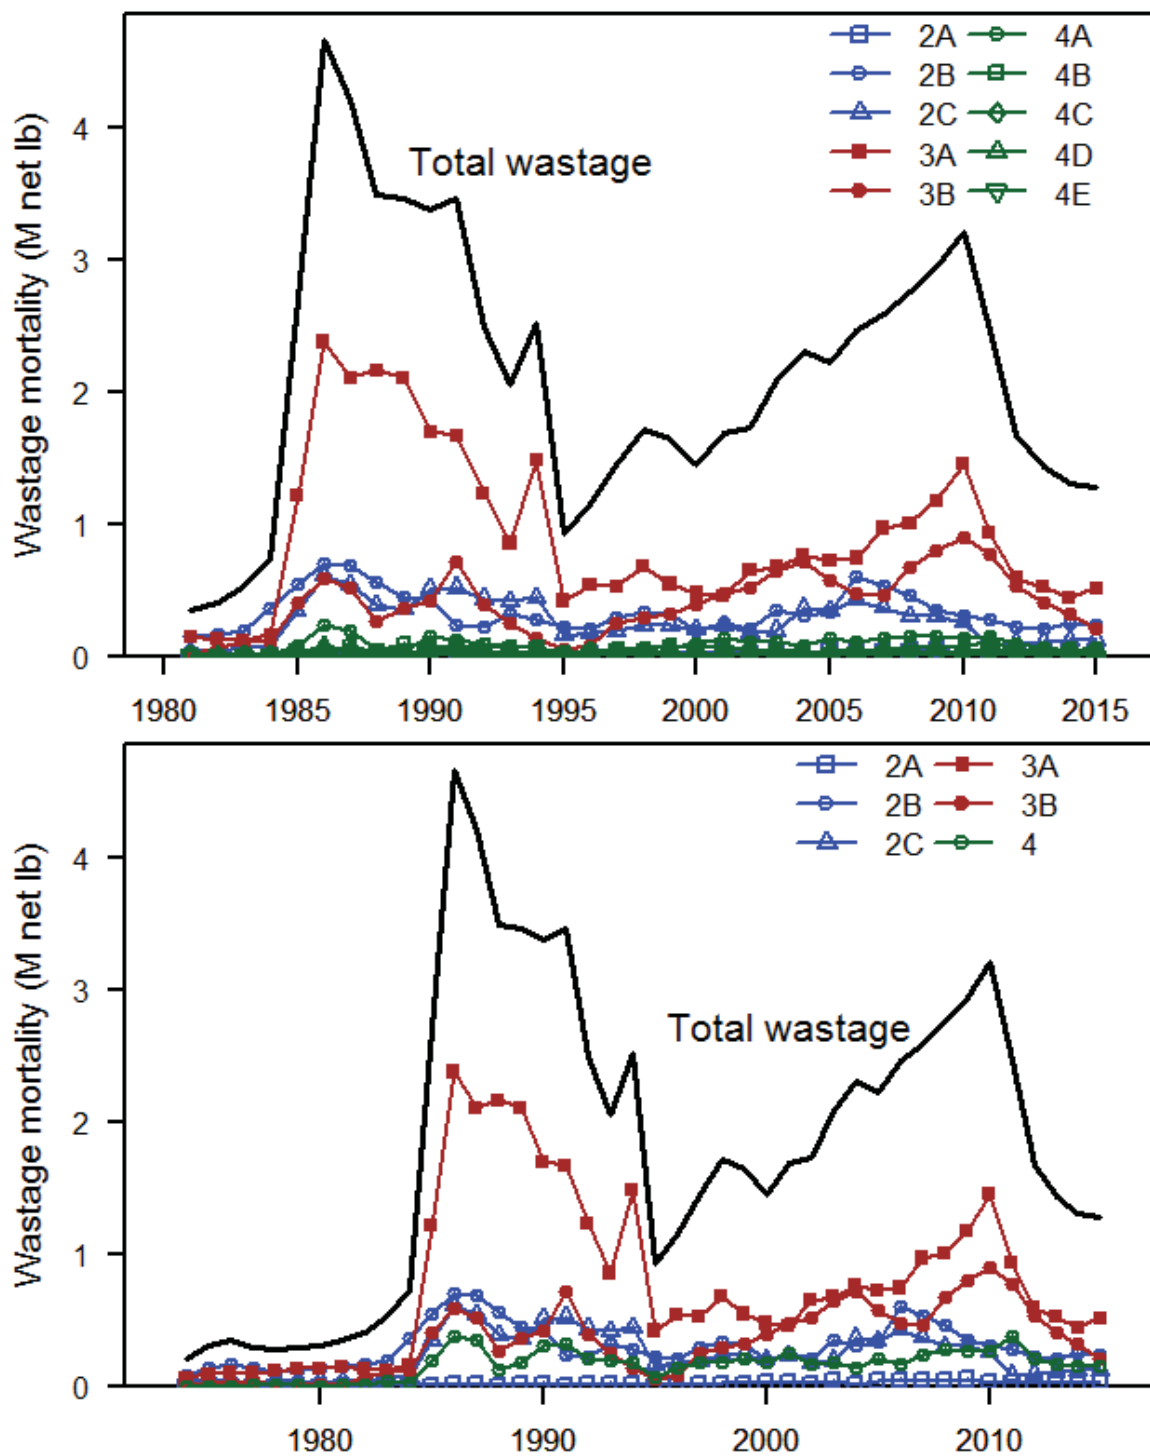 2A 4A
2B 4B
2C 4C
3A 4D
3B 4E
Total wastage
Wastage mortality (M net lb)
4
3
2
1
0
1980 1985 1990 1995 2000 2005 2010 2015
2A 3A
2B 3B
2C 4
Total wastage
Wastage mortality (M net lb)
4
3
2
1
0
1980 1990 2000 2010